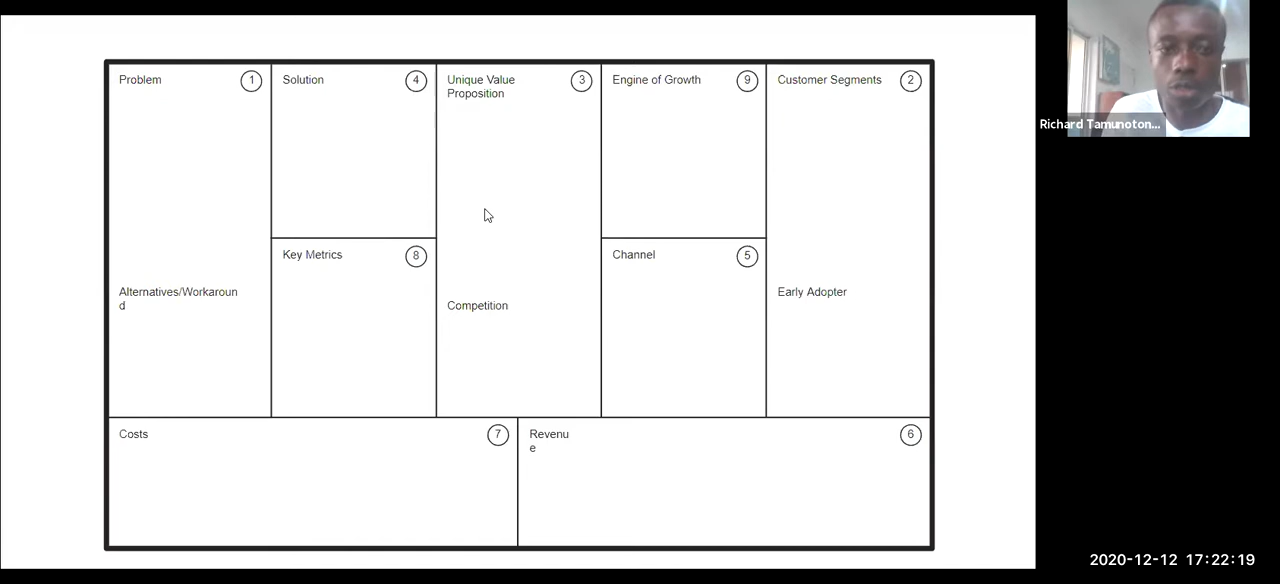 Problem
1
Alternatives/Workaroun
d
Solution
4
Key Metrics
8
Unique Value
Proposition
3
Competition
Engine of Growth
9
Channel
5
Customer Segments
2
Early Adopter
Costs
7
Revenu
e
6
Richard Tamunoton...
2020-12-12 17:22:19